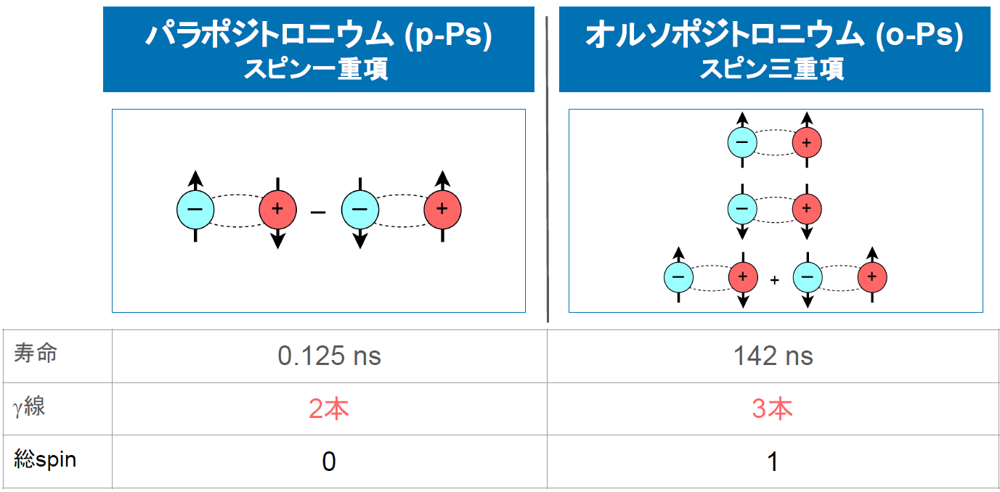 パラポジトロニウム (p-Ps)
スピン一重項
オルソポジトロニウム (o-Ps)
スピン三重項
− + − − +
− +
− +
− + + − +
寿命 0.125 ns 142 ns
γ線 2本 3本
総spin 0 1